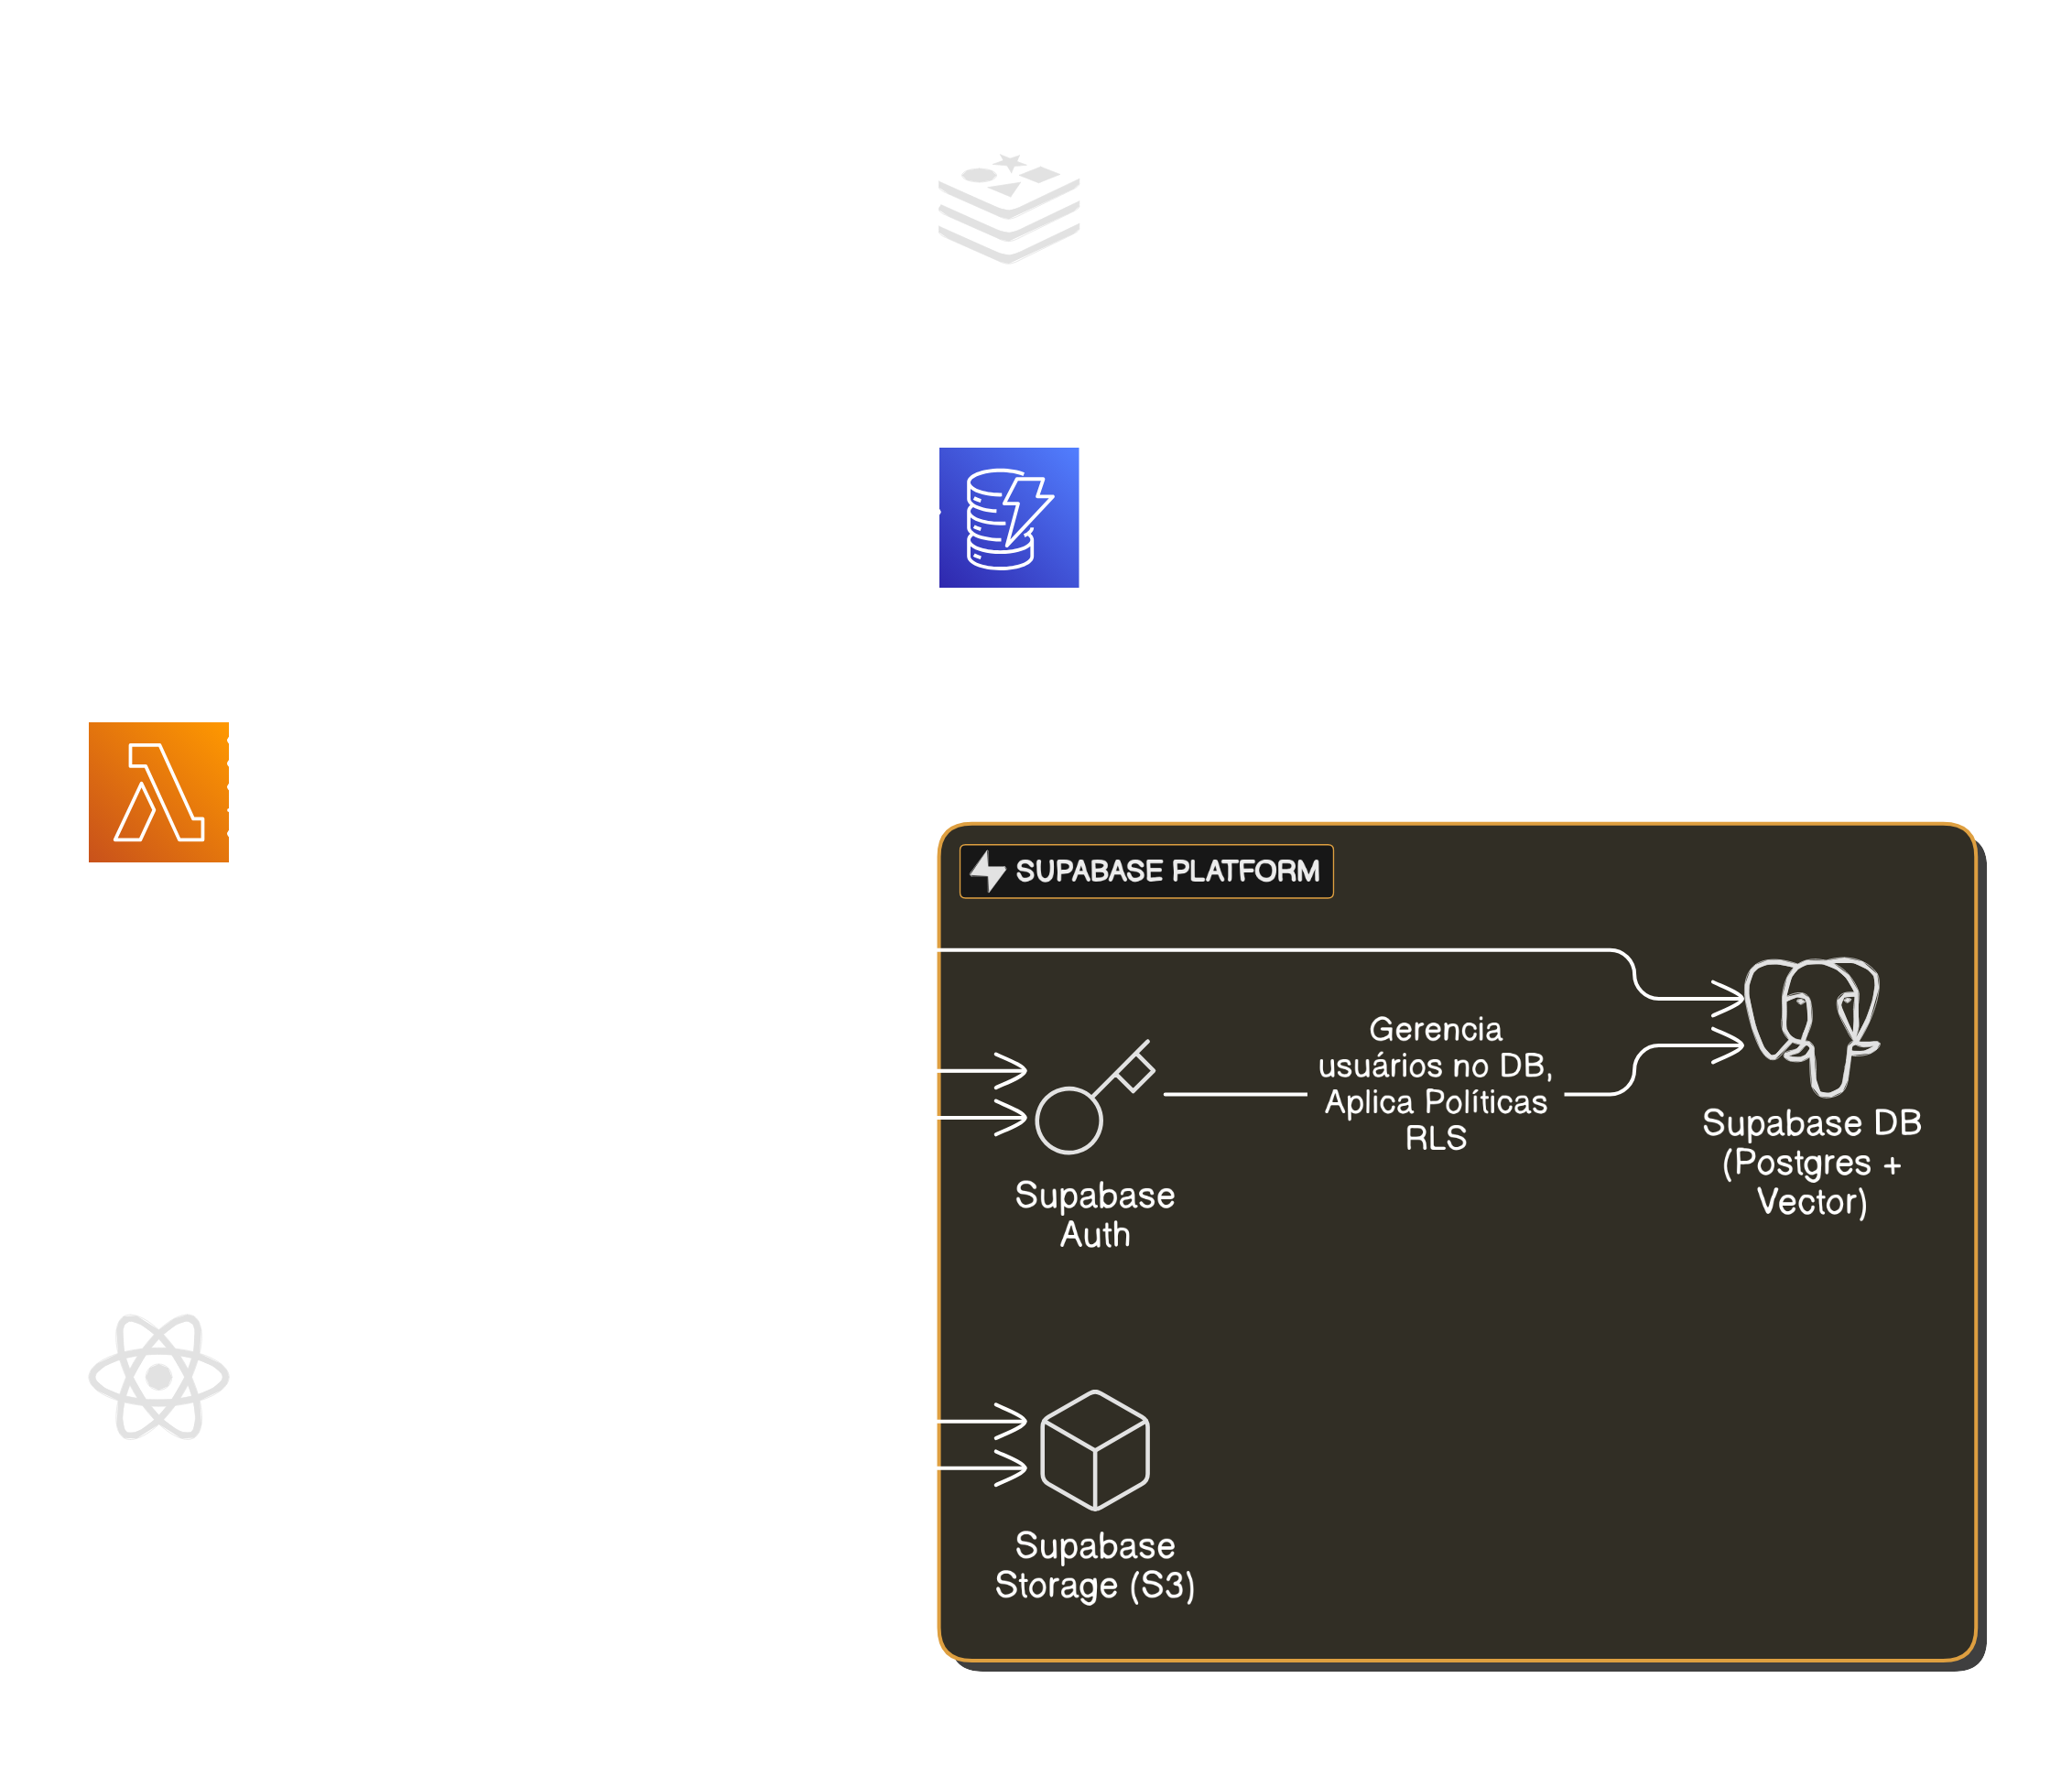 SUPABASE PLATFORM
Gerencia
usuários no DB,
Aplica Políticas
RLS
Supabase DB
(Postgres +
Vector)
Supabase
Auth
Supabase
Storage (S3)